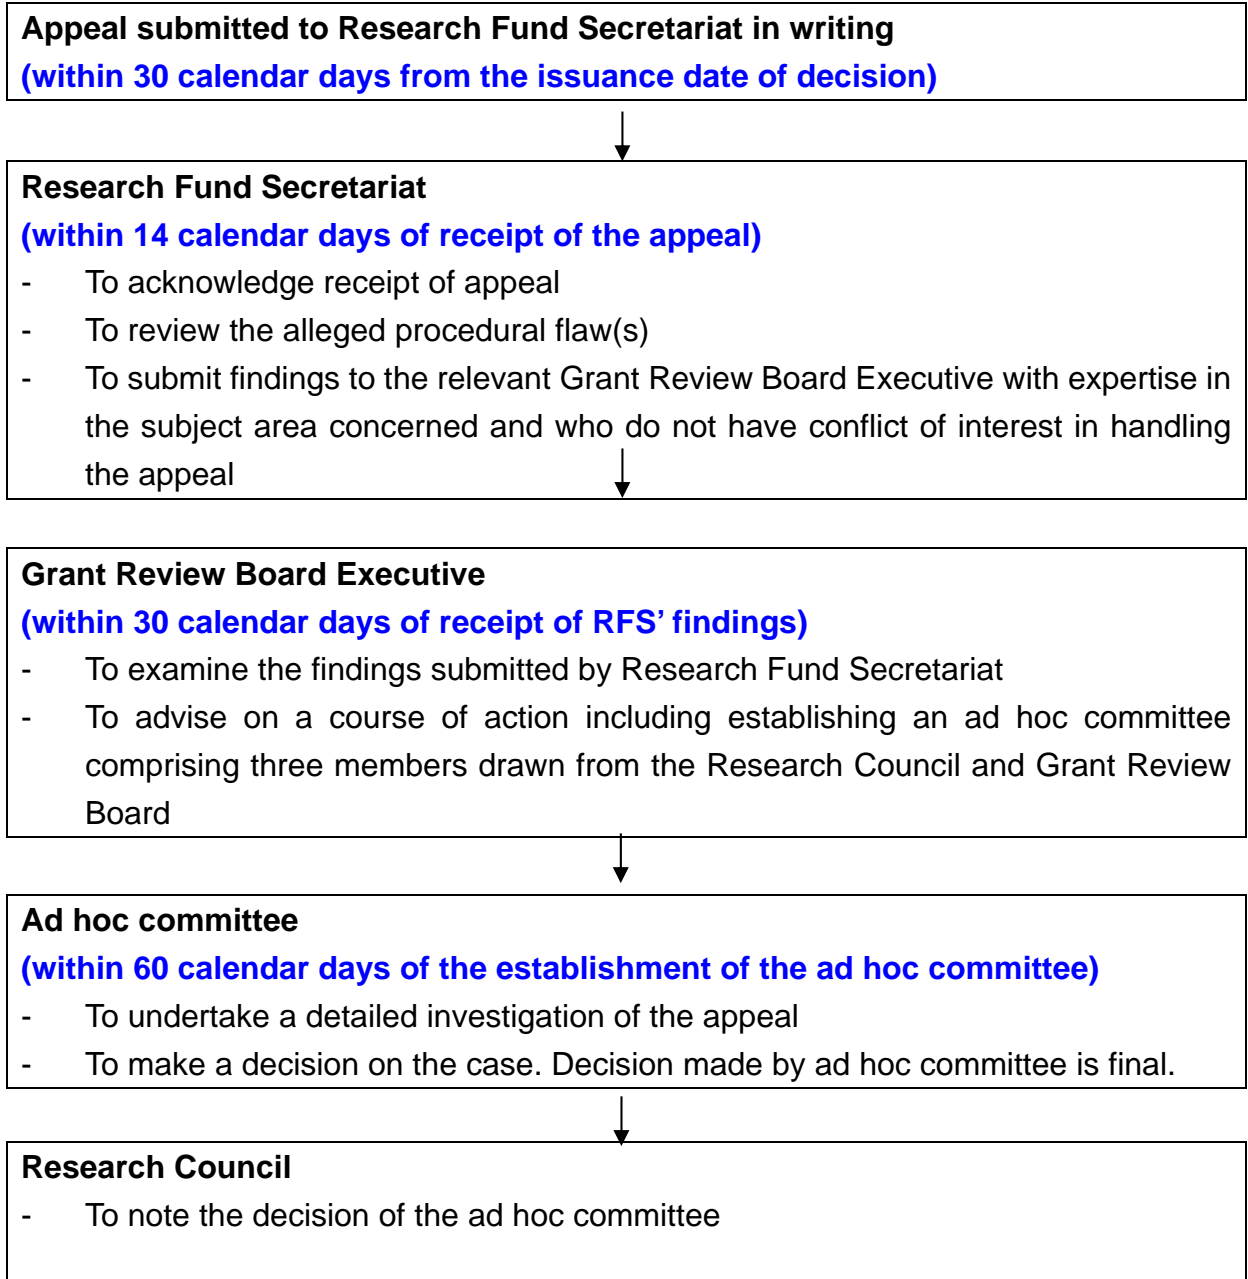 Appeal submitted to Research Fund Secretariat in writing
(within 30 calendar days from the issuance date of decision)
Research Fund Secretariat
(within 14 calendar days of receipt of the appeal)
- To acknowledge receipt of appeal
- To review the alleged procedural flaw(s)
- To submit findings to the relevant Grant Review Board Executive with expertise in
the subject area concerned and who do not have conflict of interest in handling
the appeal
Grant Review Board Executive
(within 30 calendar days of receipt of RFS’ findings)
- To examine the findings submitted by Research Fund Secretariat
- To advise on a course of action including establishing an ad hoc committee
comprising three members drawn from the Research Council and Grant Review
Board
Ad hoc committee
(within 60 calendar days of the establishment of the ad hoc committee)
- To undertake a detailed investigation of the appeal
- To make a decision on the case. Decision made by ad hoc committee is final.
Research Council
- To note the decision of the ad hoc committee